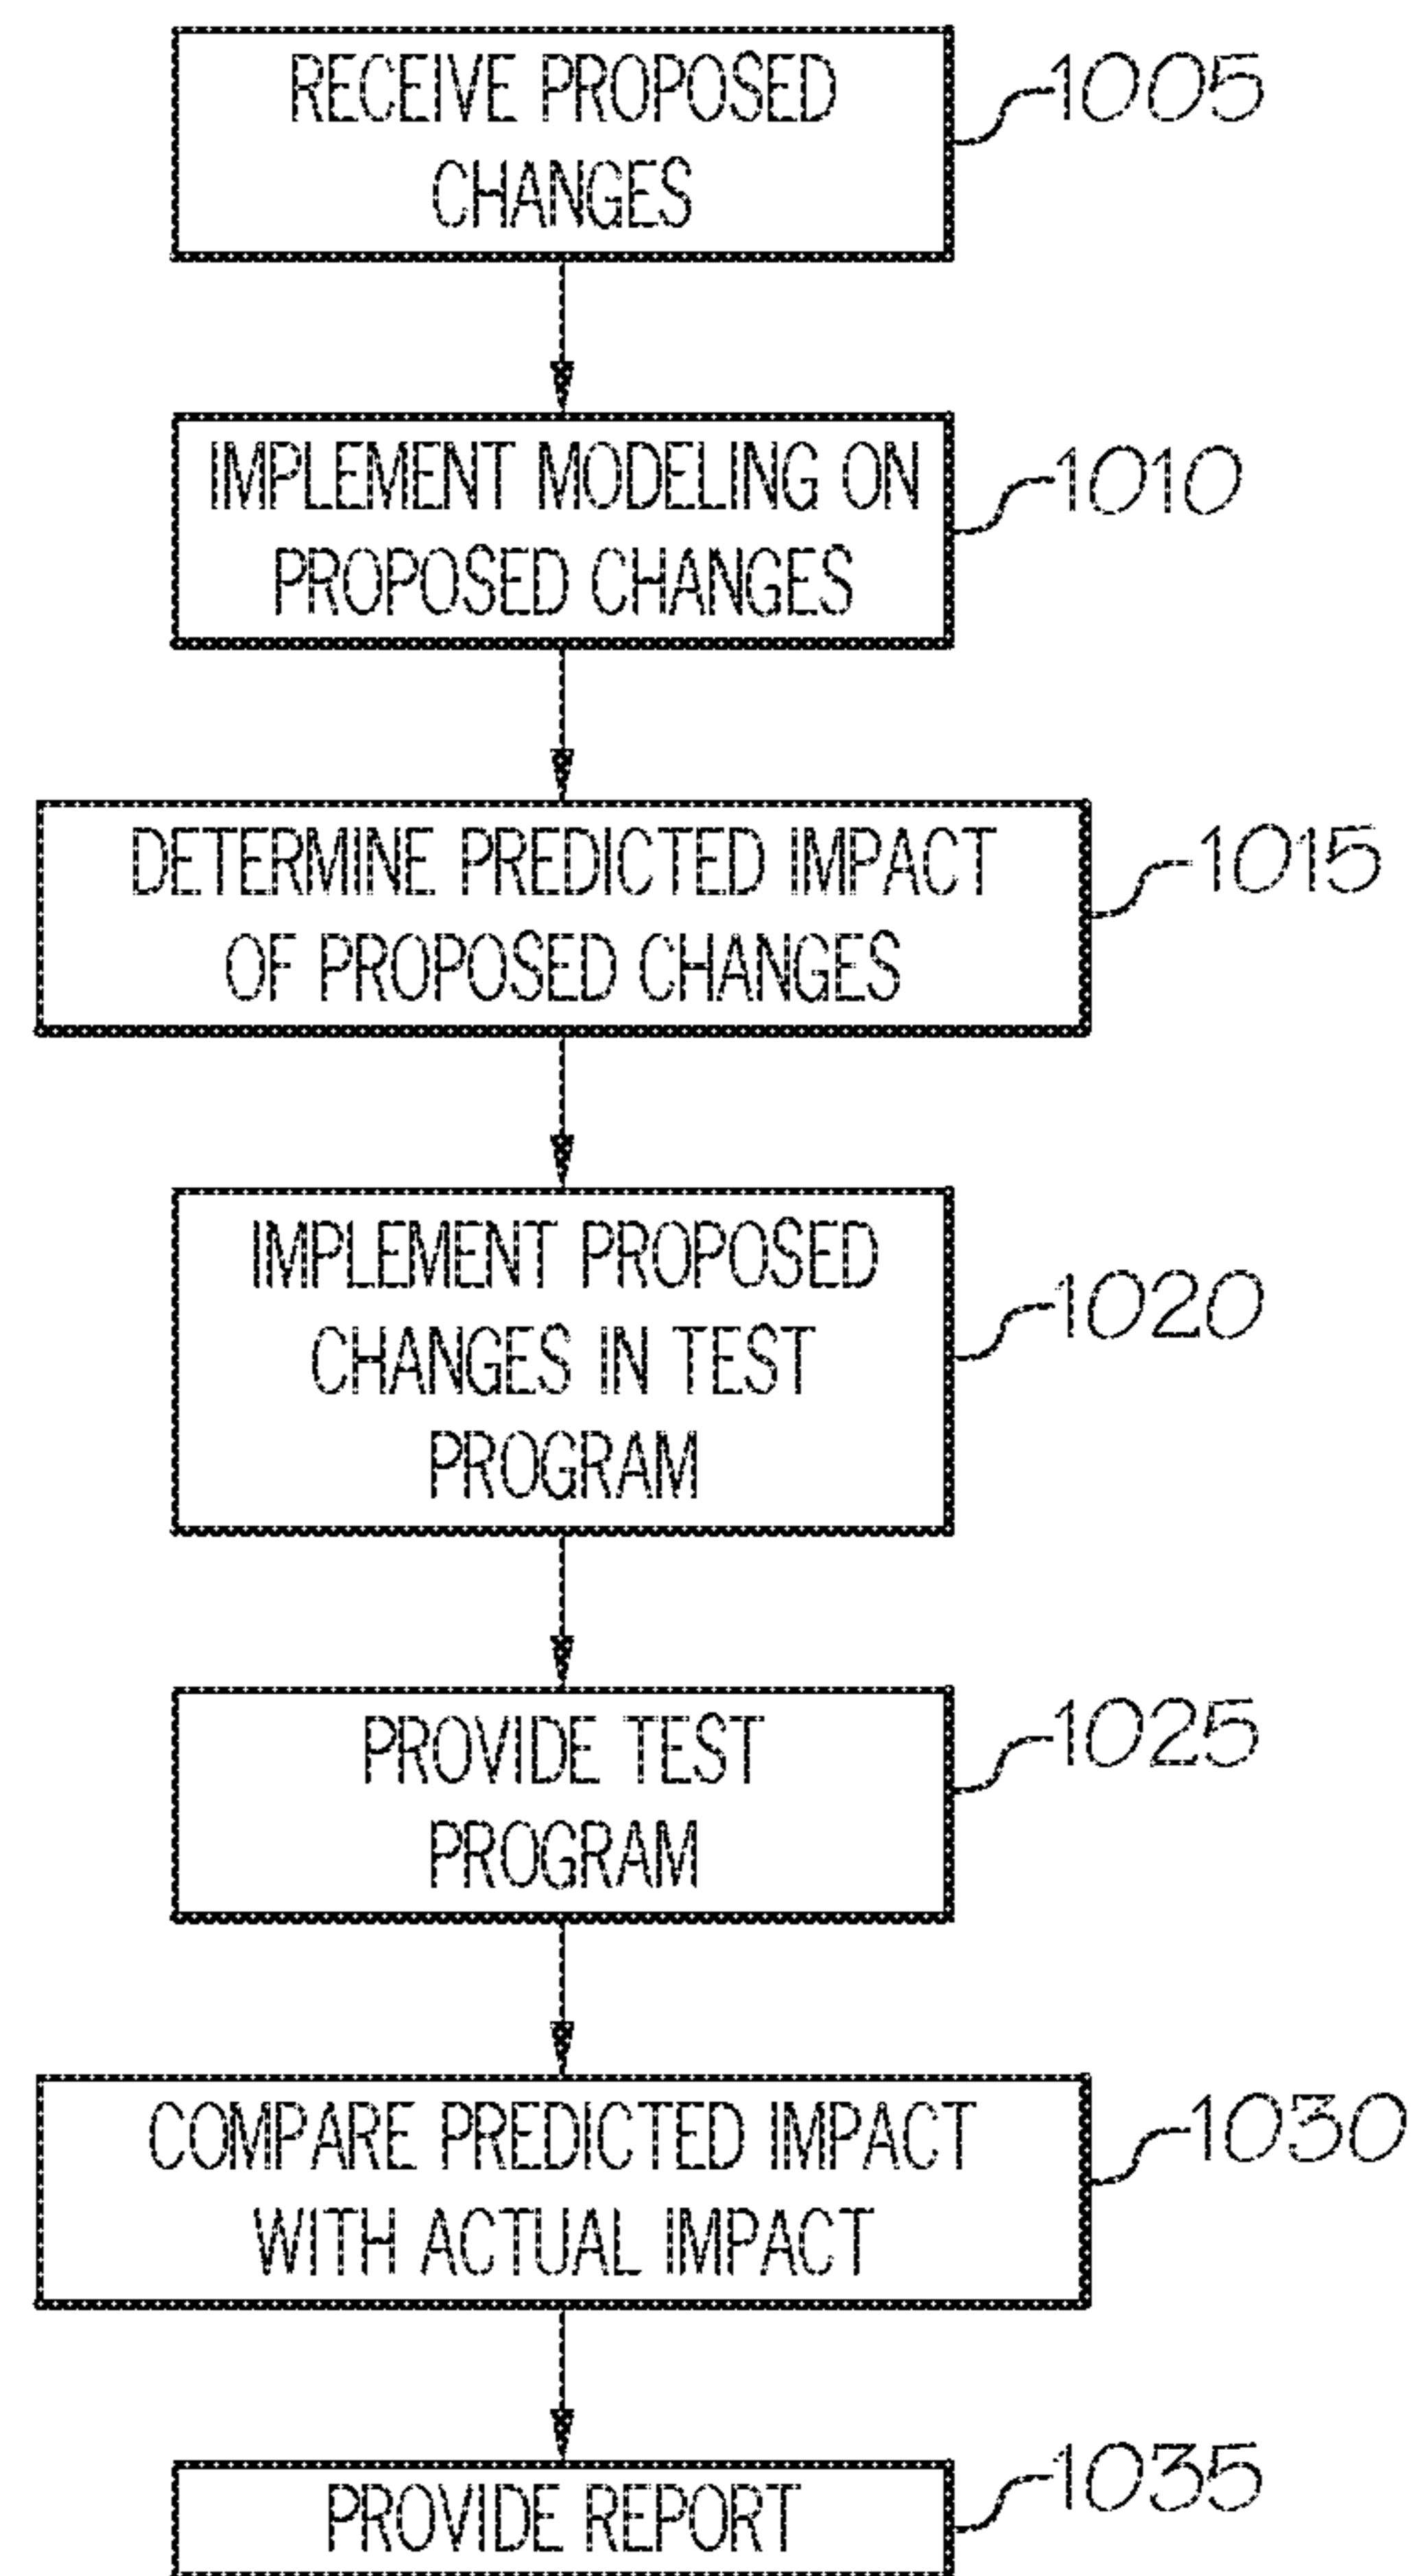 RECEIVE PROPOSED
CHANGES
1005
IMPLEMENT MODELING ON
PROPOSED CHANGES
1010
DETERMINE PREDICTED IMPACT
OF PROPOSED CHANGES
1015
IMPLEMENT PROPOSED
CHANGES IN TEST
PROGRAM
1020
PROVIDE TEST
PROGRAM
1025
COMPARE PREDICTED IMPACT
WITH ACTUAL IMPACT
1030
PROVIDE REPORT
1035